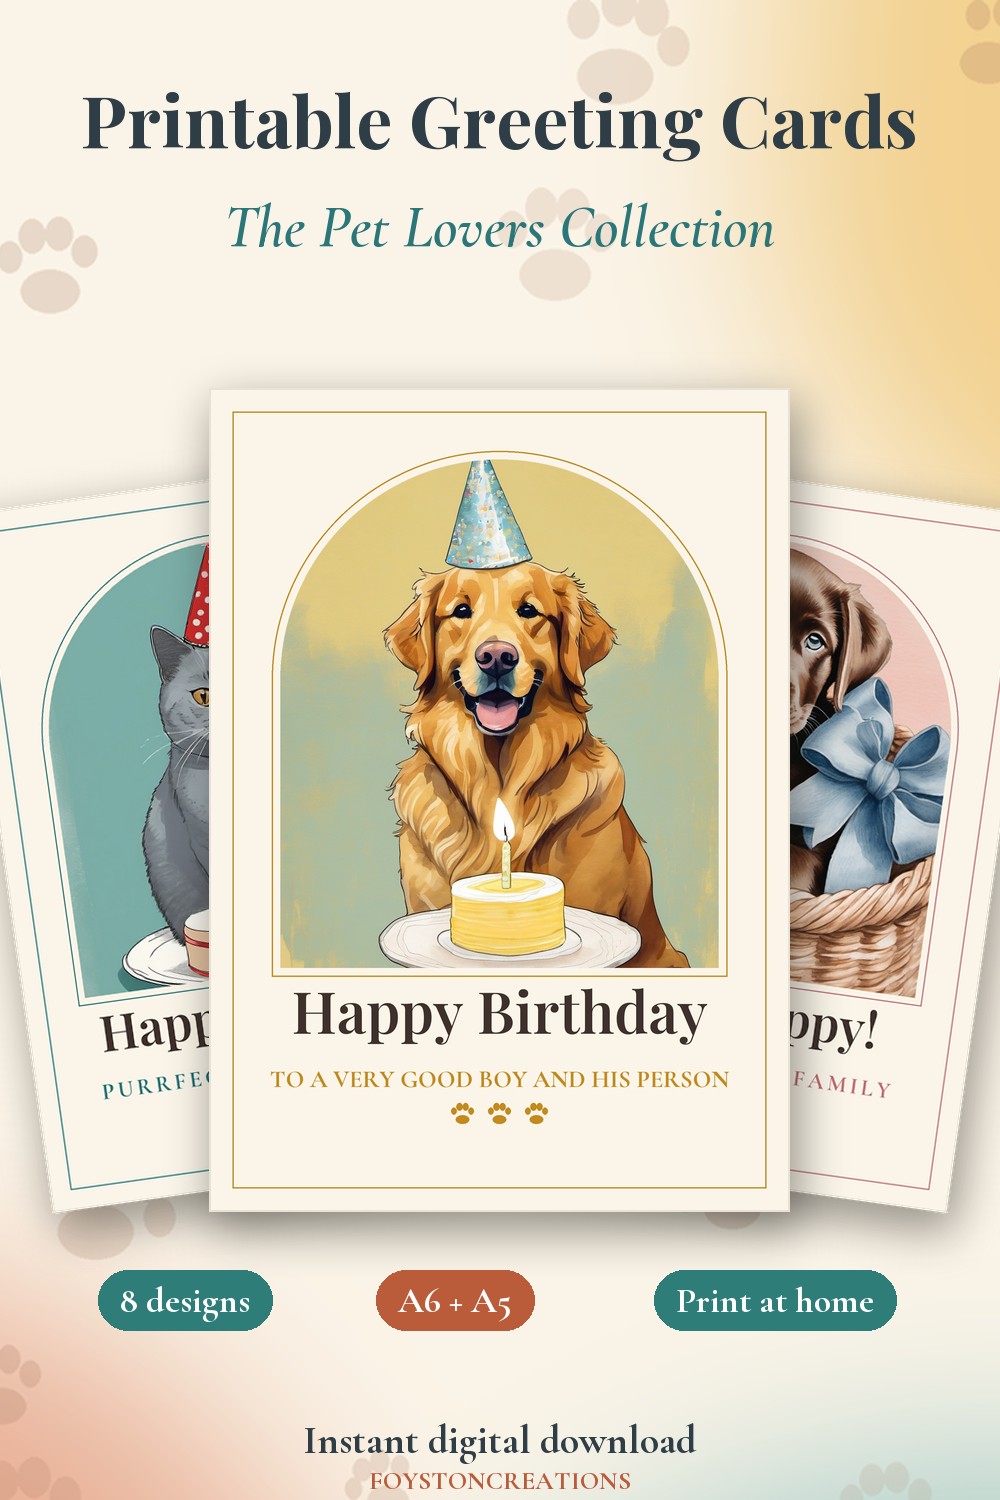 Printable Greeting Cards
The Pet Lovers Collection
Happy Birthday
TO A VERY GOOD BOY AND HIS PERSON
FAMILY
8 designs
A6 + A5
Print at home
Instant digital download
FOYSTONCREATIONS